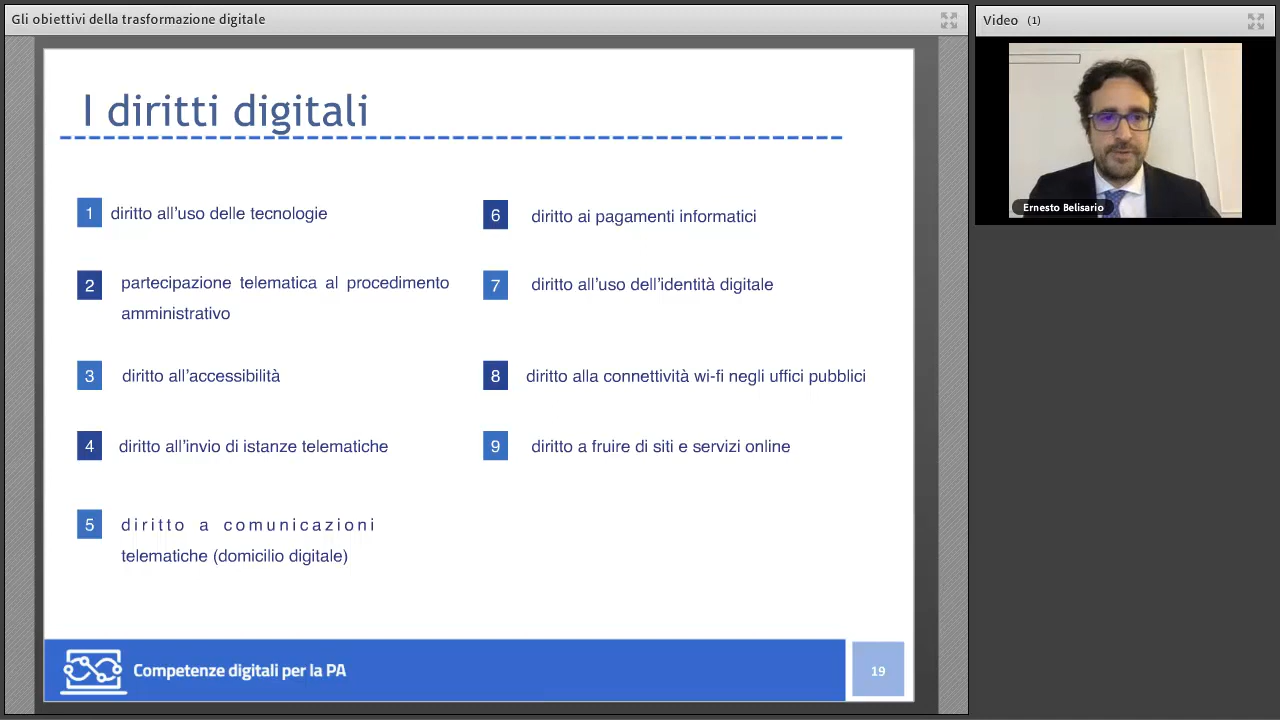 Gli obiettivi della trasformazione digitale
Video (1)
Ernesto Belisario
I diritti digitali
1 diritto all'uso delle tecnologie
2 partecipazione telematica al procedimento
amministrativo
3 diritto all'accessibilità
4 diritto all'invio di istanze telematiche
5 diritto a comunicazioni
telematiche (domicilio digitale)
6 diritto ai pagamenti informatici
7 diritto all'uso dell'identità digitale
8 diritto alla connettività wi-fi negli uffici pubblici
9 diritto a fruire di siti e servizi online
Competenze digitali per la PA
19